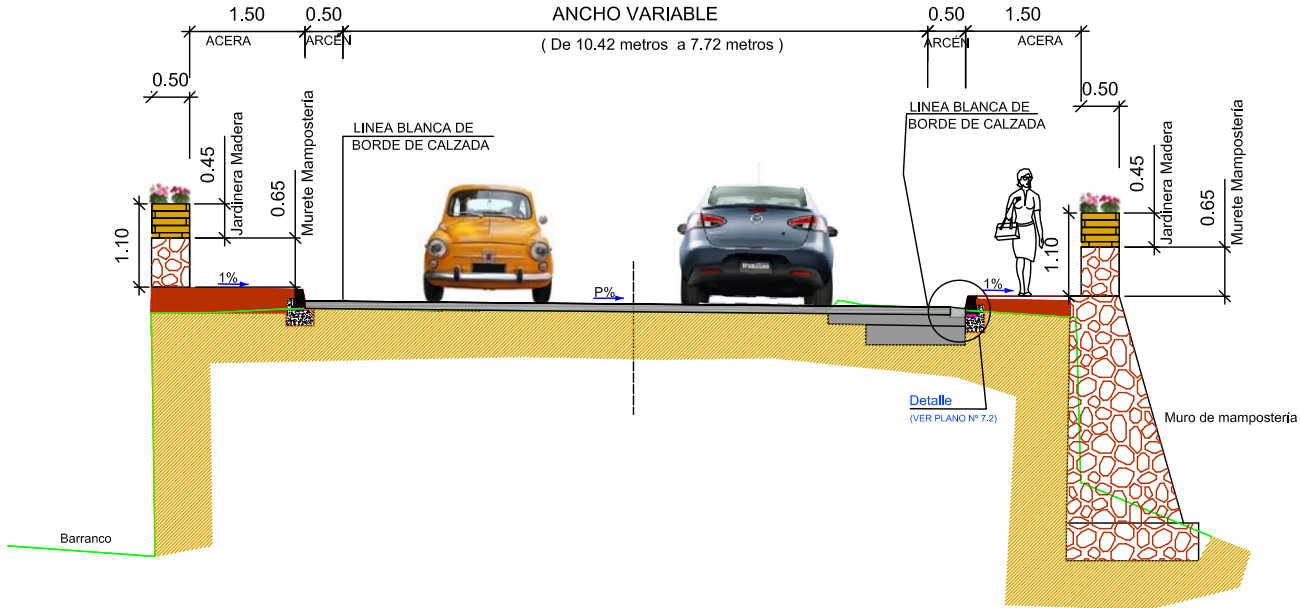 1.50
0.50
ANCHO VARIABLE
0.50
1.50
ACERA
ARCÉN
( De 10.42 metros a 7.72 metros )
ARCÉN
ACERA
0.50
0.50
0.45
Jardinera Madera
0.65
Murete Mampostería
1.10
LINEA BLANCA DE
BORDE DE CALZADA
LINEA BLANCA DE
BORDE DE CALZADA
0.45
Jardinera Madera
0.65
Murete Mampostería
1.10
1%
P%
1%
mazda
Detalle
(VER PLANO Nº 7.2)
Muro de mampostería
Barranco